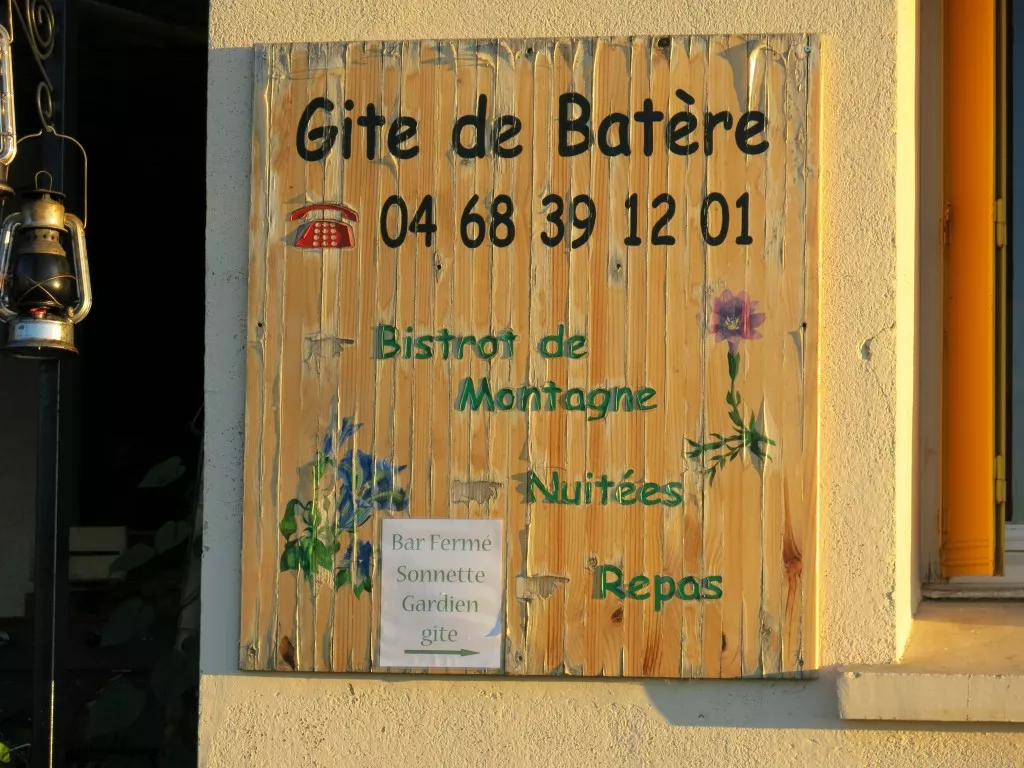 Gite de Batère
04 68 39 12 01
Bistrot de
Montagne
Nuitées
Repas
Bar Fermé
Sonnette
Gardien
gite